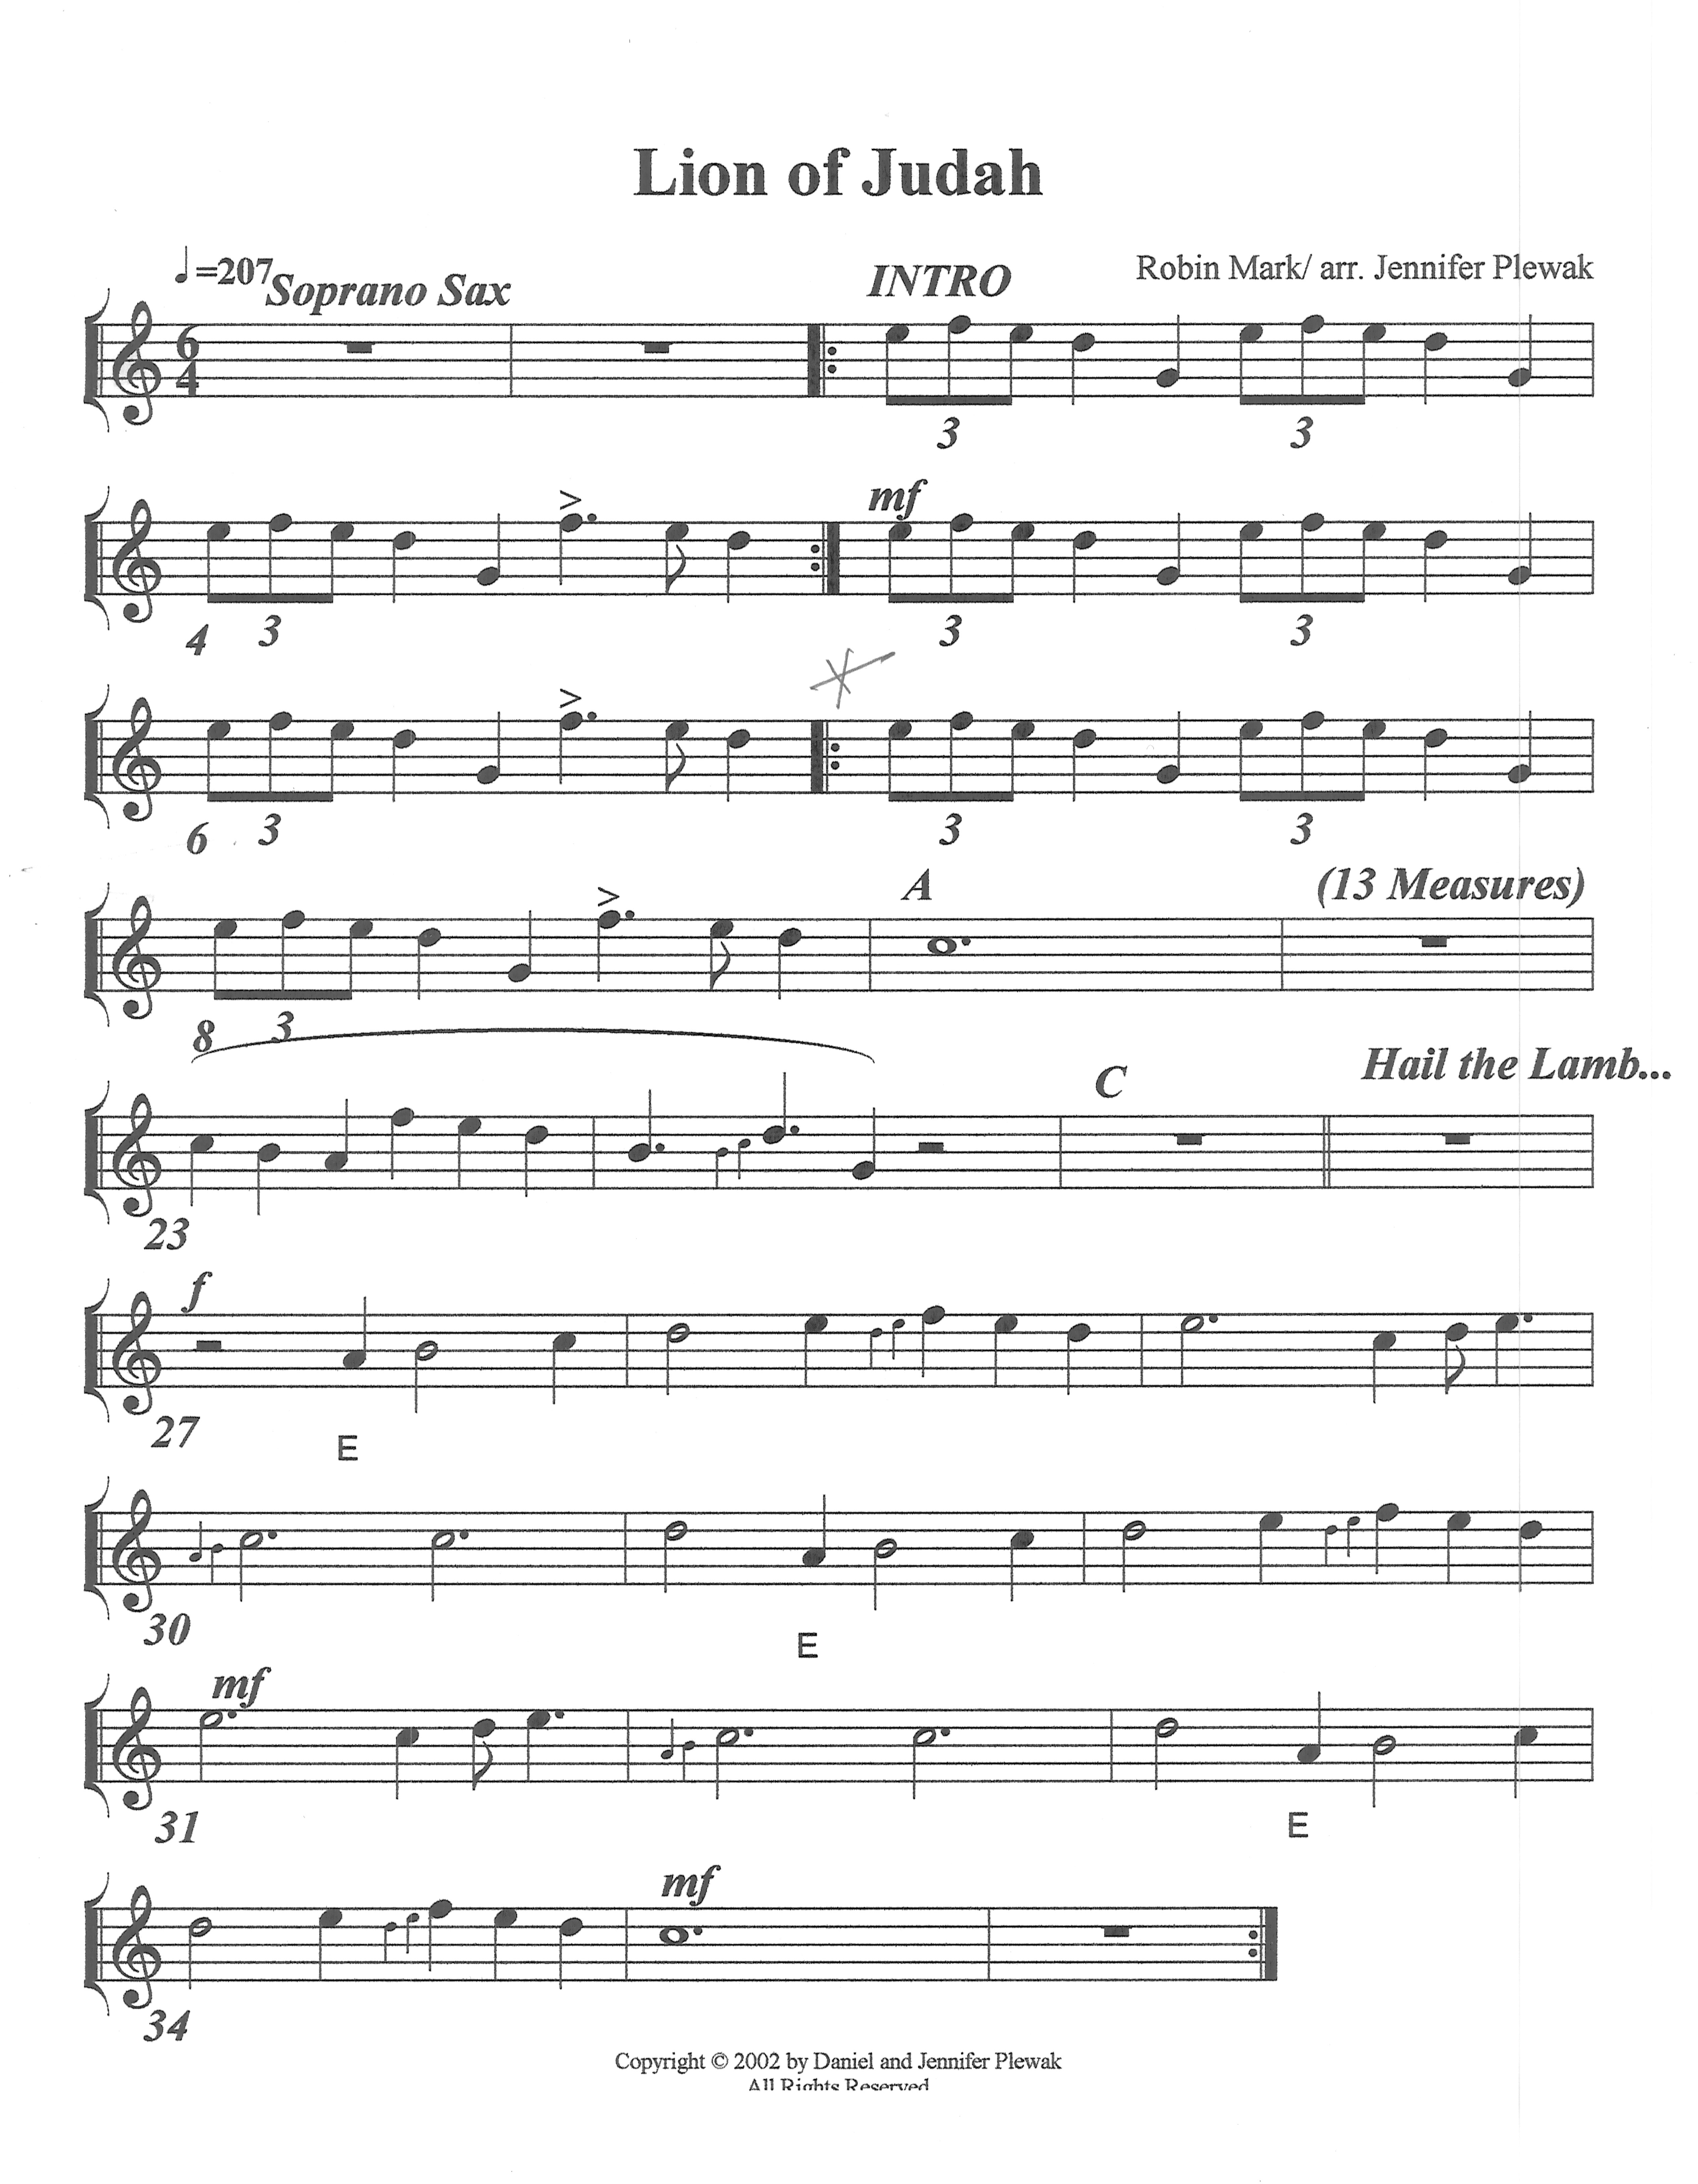 Lion of Judah
♩=207
Soprano Sax
INTRO
Robin Mark/ arr. Jennifer Plewak
6
4
3
3
mf
4
3
3
3
6
3
3
3
A
(13 Measures)
8
3
C
Hail the Lamb...
23
f
27
E
30
E
mf
31
E
mf
34
Copyright © 2002 by Daniel and Jennifer Plewak
All Rights Reserved